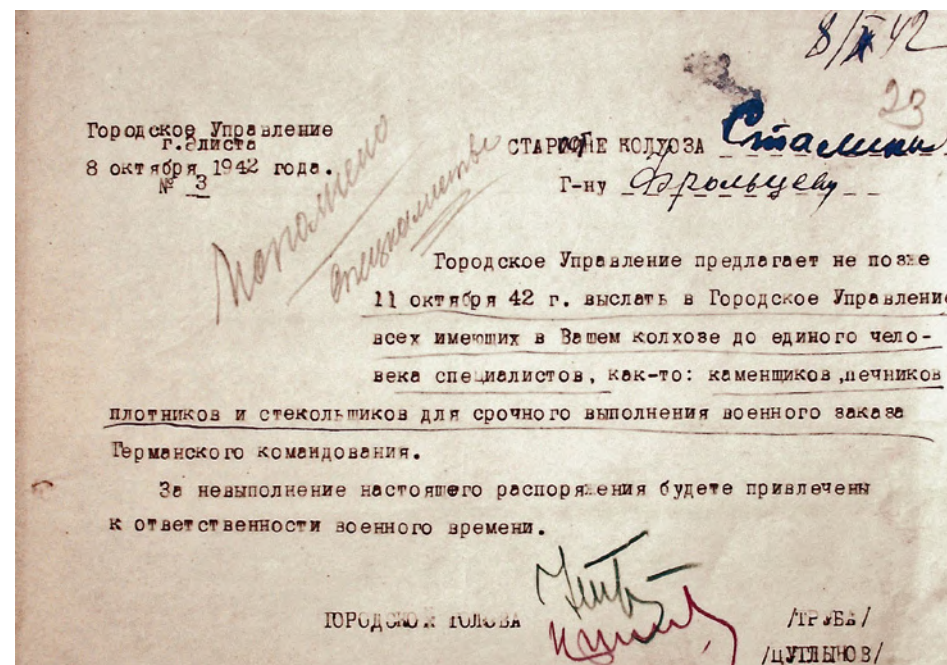 8/X 42
23
Городское Управление
г.Элиста
8 октября 1942 года.
№ 3
СТАРОСТЕ КОЛХОЗА
Г-ну Фрольцеву
Исполнено
Городское Управление предлагает не позже
11 октября 42 г. выслать в Городское Управление
всех имеющих в Вашем колхозе до единого чело-
века специалистов, как-то: каменщиков,печников
плотников и стекольщиков для срочного выполнения военного заказа
Германского командования.
За невыполнение настоящего распоряжения будете привлечены
к ответственности военного времени.
ГОРОДСКОЙ ГОЛОВА /ТРУБА/
/ЦУГЛЫНОВ/